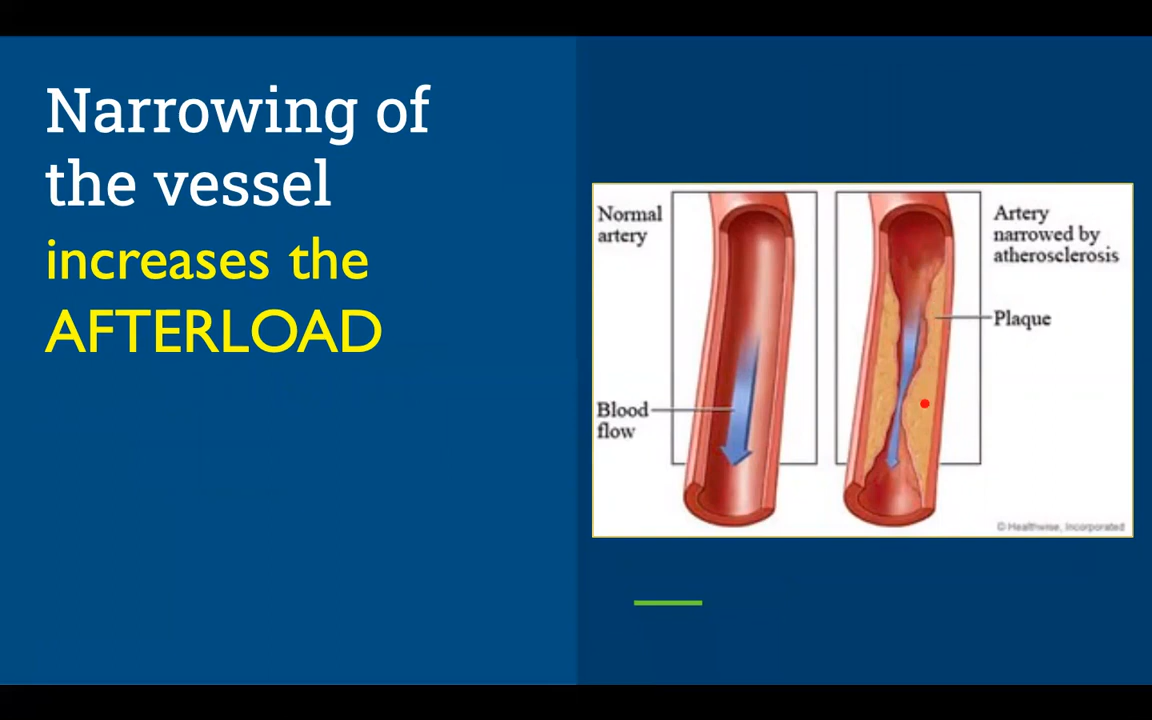 Narrowing of
the vessel
increases the
AFTERLOAD
Normal
artery
Blood
flow
Artery
narrowed by
atherosclerosis
Plaque
© Healthwise, Incorporated